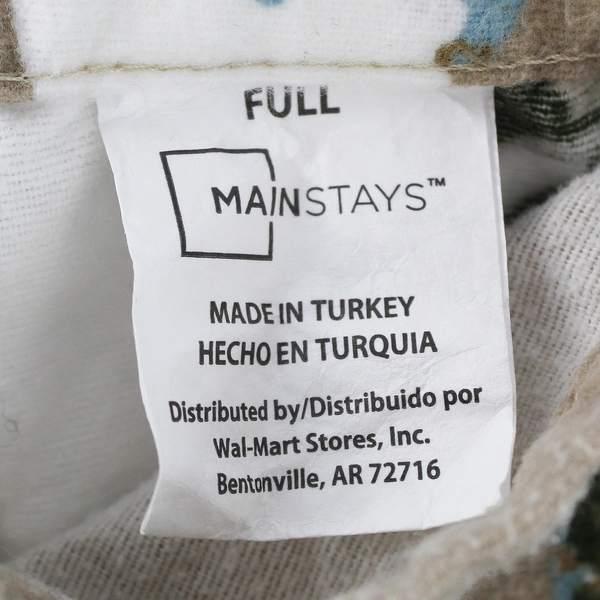 FULL
MAINSTAYS™
MADE IN TURKEY
HECHO EN TURQUIA
Distributed by/Distribuido por
Wal-Mart Stores, Inc.
Bentonville, AR 72716